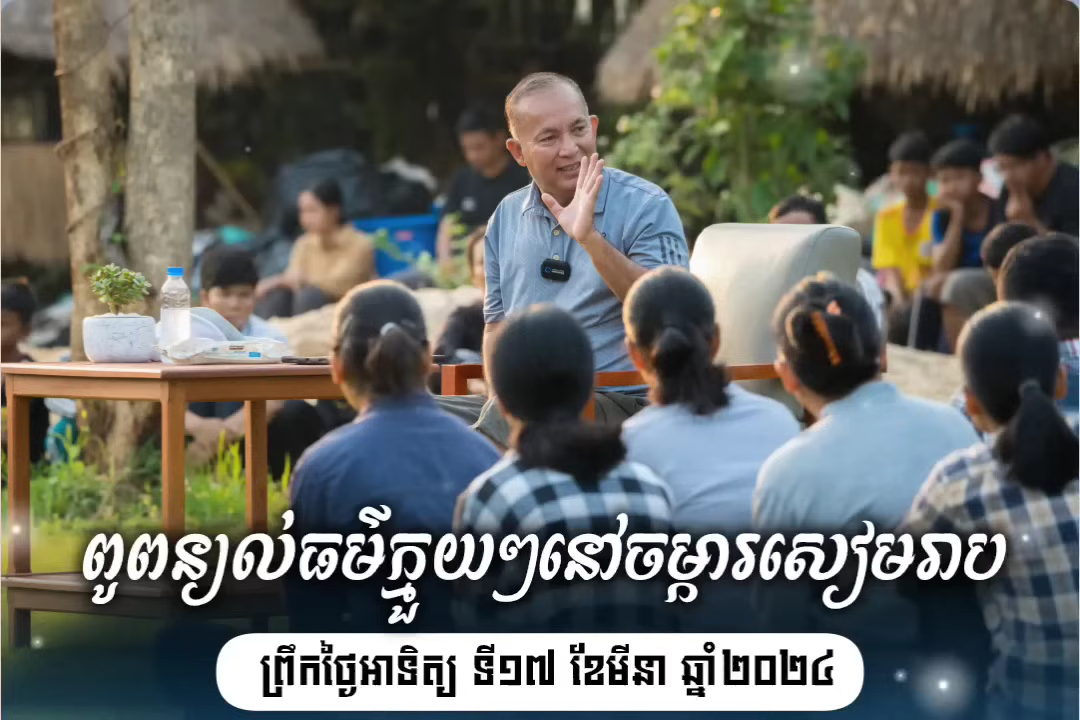 ពូពន្យល់ធម៌ក្មួយៗនៅចម្ការសៀមរាប
ព្រឹកថ្ងៃអាទិត្យ ទី១៧ ខែមីនា ឆ្នាំ២០២៤